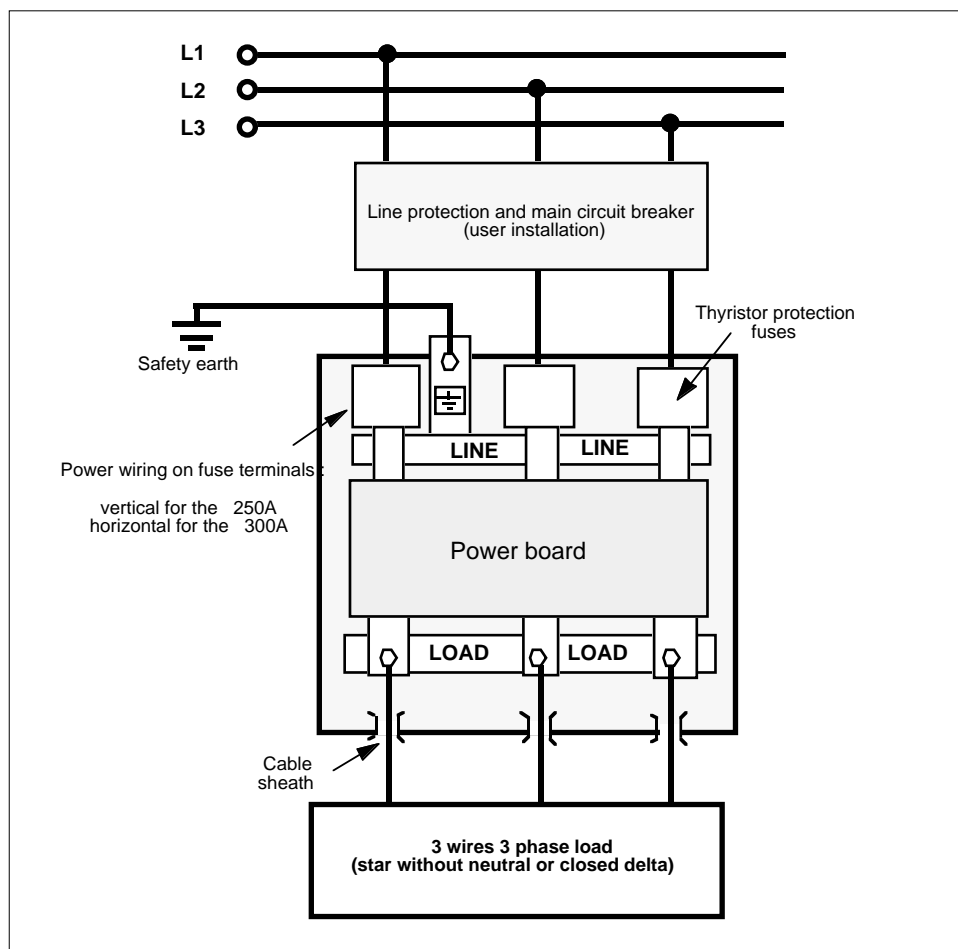 L1
L2
L3
Line protection and main circuit breaker
(user installation)
Thyristor protection
fuses
Safety earth
LINE
LINE
Power wiring on fuse terminals :
vertical for the 250A
horizontal for the 300A
Power board
LOAD
LOAD
Cable
sheath
3 wires 3 phase load
(star without neutral or closed delta)